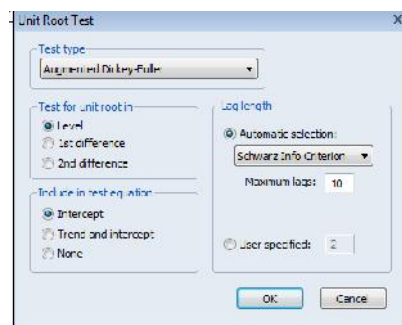 Unit Root Test
X
Test type
Augmented Dickey-Fuller
Test for unit root in
Level
1st difference
2nd difference
Include in test equation
Intercept
Trend and intercept
None
Lag length
Automatic selection:
Schwarz Info Criterion
Maximum lags: 10
User specified: 2
OK
Cancel